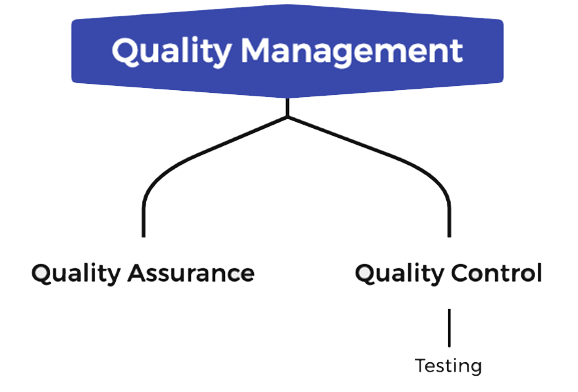 Quality Management
Quality Assurance
Quality Control
Testing